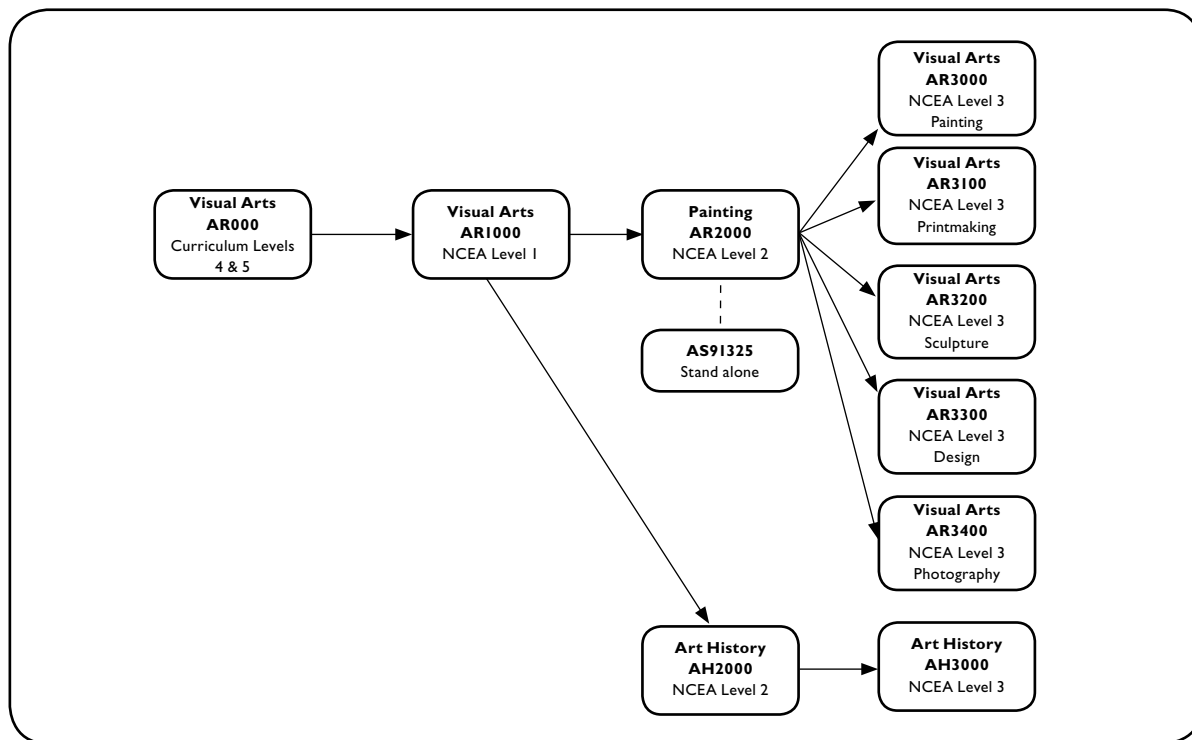 Visual Arts
AR000
Curriculum Levels
4 & 5
Visual Arts
AR1000
NCEA Level 1
Painting
AR2000
NCEA Level 2
AS91325
Stand alone
Visual Arts
AR3000
NCEA Level 3
Painting
Visual Arts
AR3100
NCEA Level 3
Printmaking
Visual Arts
AR3200
NCEA Level 3
Sculpture
Visual Arts
AR3300
NCEA Level 3
Design
Visual Arts
AR3400
NCEA Level 3
Photography
Art History
AH2000
NCEA Level 2
Art History
AH3000
NCEA Level 3